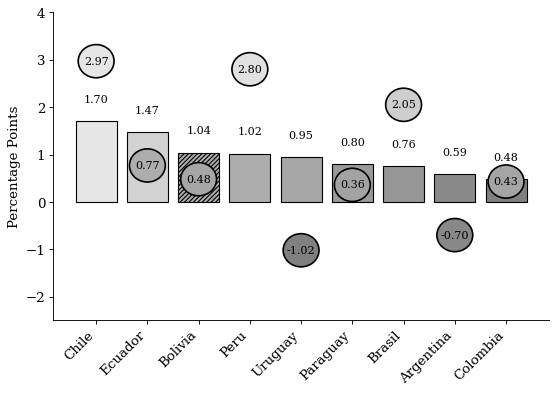 4
3
2
1
0
−1
−2
Percentage Points
2.97
1.70
1.47
0.77
1.04
0.48
2.80
1.02
0.95
-1.02
0.80
0.36
2.05
0.76
0.59
-0.70
0.48
0.43
Chile
Ecuador
Bolivia
Peru
Uruguay
Paraguay
Brasil
Argentina
Colombia